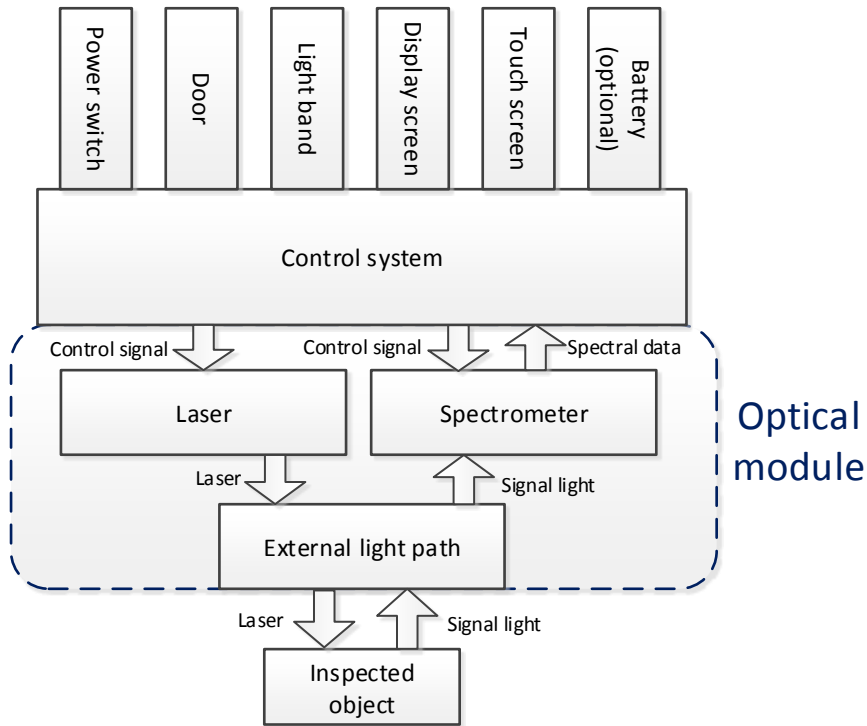 Power switch
Door
Light band
Display screen
Touch screen
Battery
(optional)
Control system
Control signal
Control signal
Spectral data
Laser
Spectrometer
Optical
module
Laser
Signal light
External light path
Laser
Signal light
Inspected
object